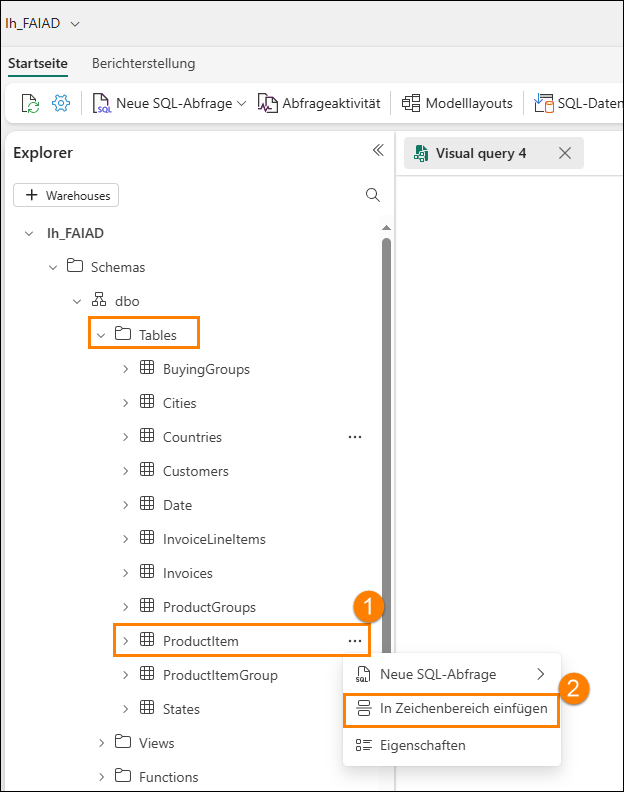 lh_FAIAD
Startseite Berichterstellung
SQL Neue SQL-Abfrage Abfrageaktivität Modelllayouts SQL-Daten
Explorer
Visual query 4
+ Warehouses
lh_FAIAD
Schemas
dbo
Tables
BuyingGroups
Cities
Countries ...
Customers
Date
InvoiceLineItems
Invoices
ProductGroups
1
ProductItem ...
ProductItemGroup
States
Views
Functions
SQL Neue SQL-Abfrage
2
In Zeichenbereich einfügen
Eigenschaften